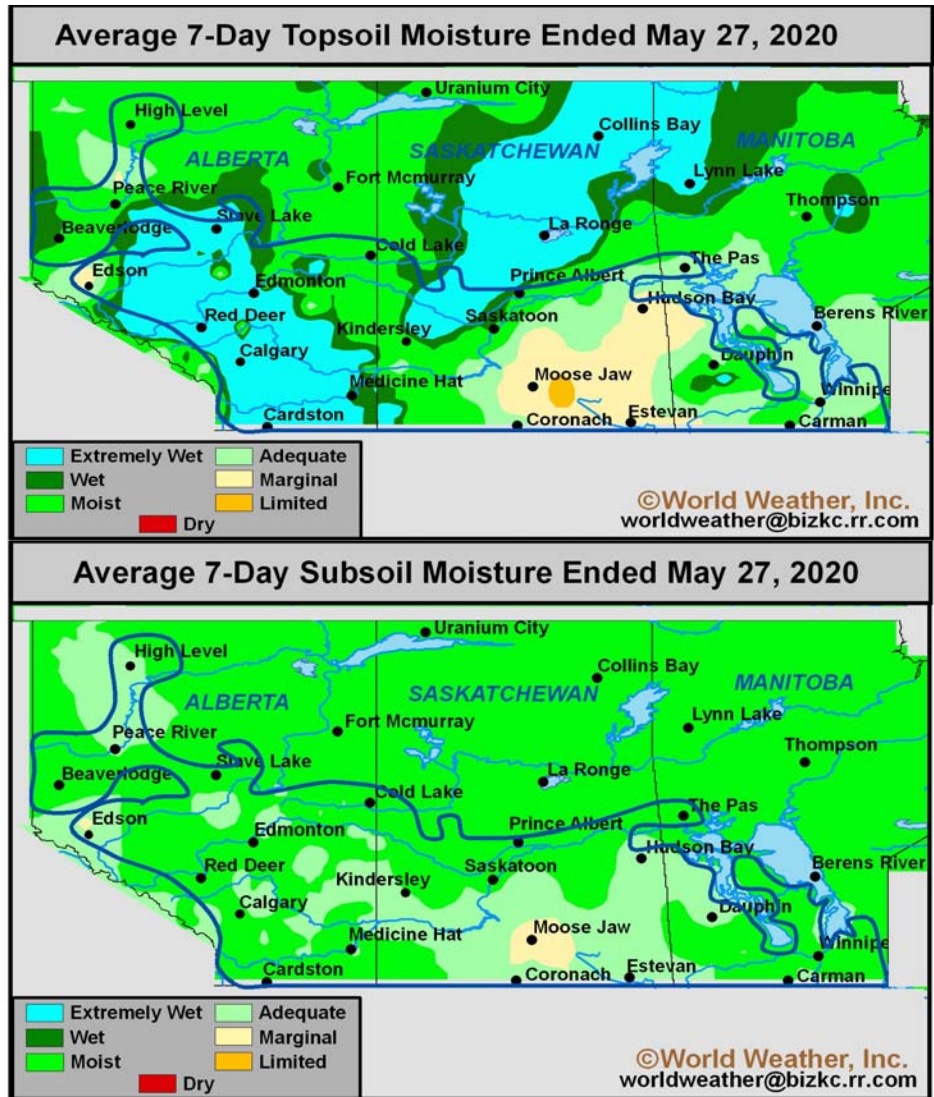 Average 7-Day Topsoil Moisture Ended May 27, 2020
Uranium City
High Level
Collins Bay
ALBERTA
SASKATCHEWAN
MANITOBA
Fort Mcmurray
Lynn Lake
Peace River
Thompson
Slave Lake
Beaverlodge
La Ronge
Cold Lake
The Pas
Edson
Edmonton
Prince Albert
Hudson Bay
Red Deer
Kindersley
Saskatoon
Berens River
Calgary
Dauphin
Medicine Hat
Moose Jaw
Winnipe
Cardston
Coronach
Estevan
Carman
Extremely Wet
Adequate
Wet
Marginal
Moist
Limited
Dry
©World Weather, Inc.
worldweather@bizkc.rr.com
Average 7-Day Subsoil Moisture Ended May 27, 2020
Uranium City
High Level
Collins Bay
ALBERTA
SASKATCHEWAN
MANITOBA
Fort Mcmurray
Lynn Lake
Peace River
Thompson
Slave Lake
Beaverlodge
La Ronge
Cold Lake
The Pas
Edson
Edmonton
Prince Albert
Hudson Bay
Red Deer
Kindersley
Saskatoon
Berens River
Calgary
Dauphin
Medicine Hat
Moose Jaw
Winnipe
Cardston
Coronach
Estevan
Carman
Extremely Wet
Adequate
Wet
Marginal
Moist
Limited
Dry
©World Weather, Inc.
worldweather@bizkc.rr.com